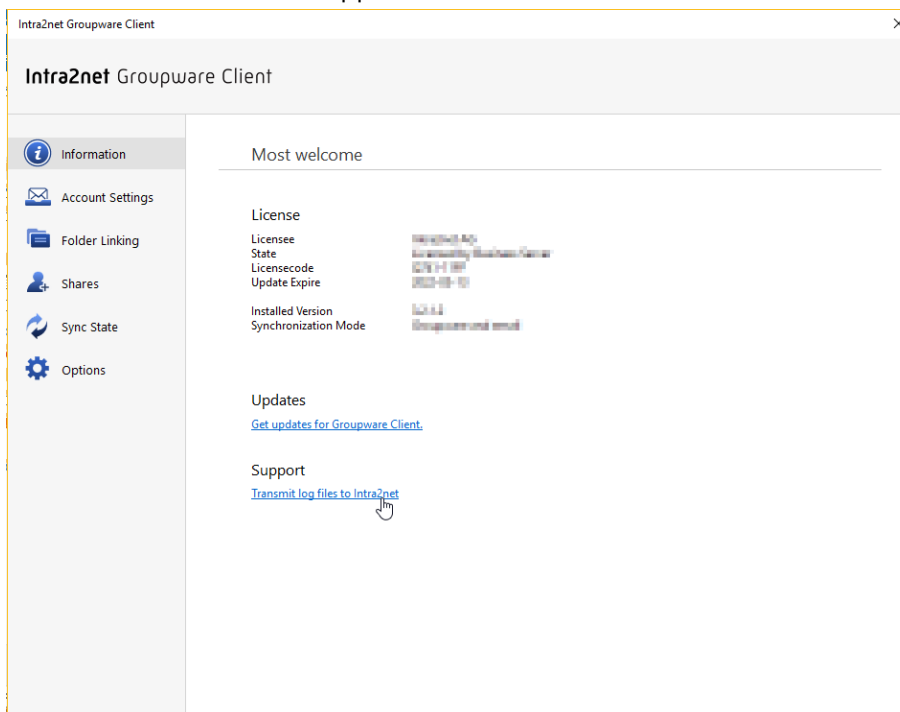 Intra2net Groupware Client
Intra2net Groupware Client
Information
Account Settings
Folder Linking
Shares
Sync State
Options
Most welcome
License
Licensee
State
Licensecode
Update Expire
Installed Version
Synchronization Mode
Updates
Get updates for Groupware Client.
Support
Transmit log files to Intra2net